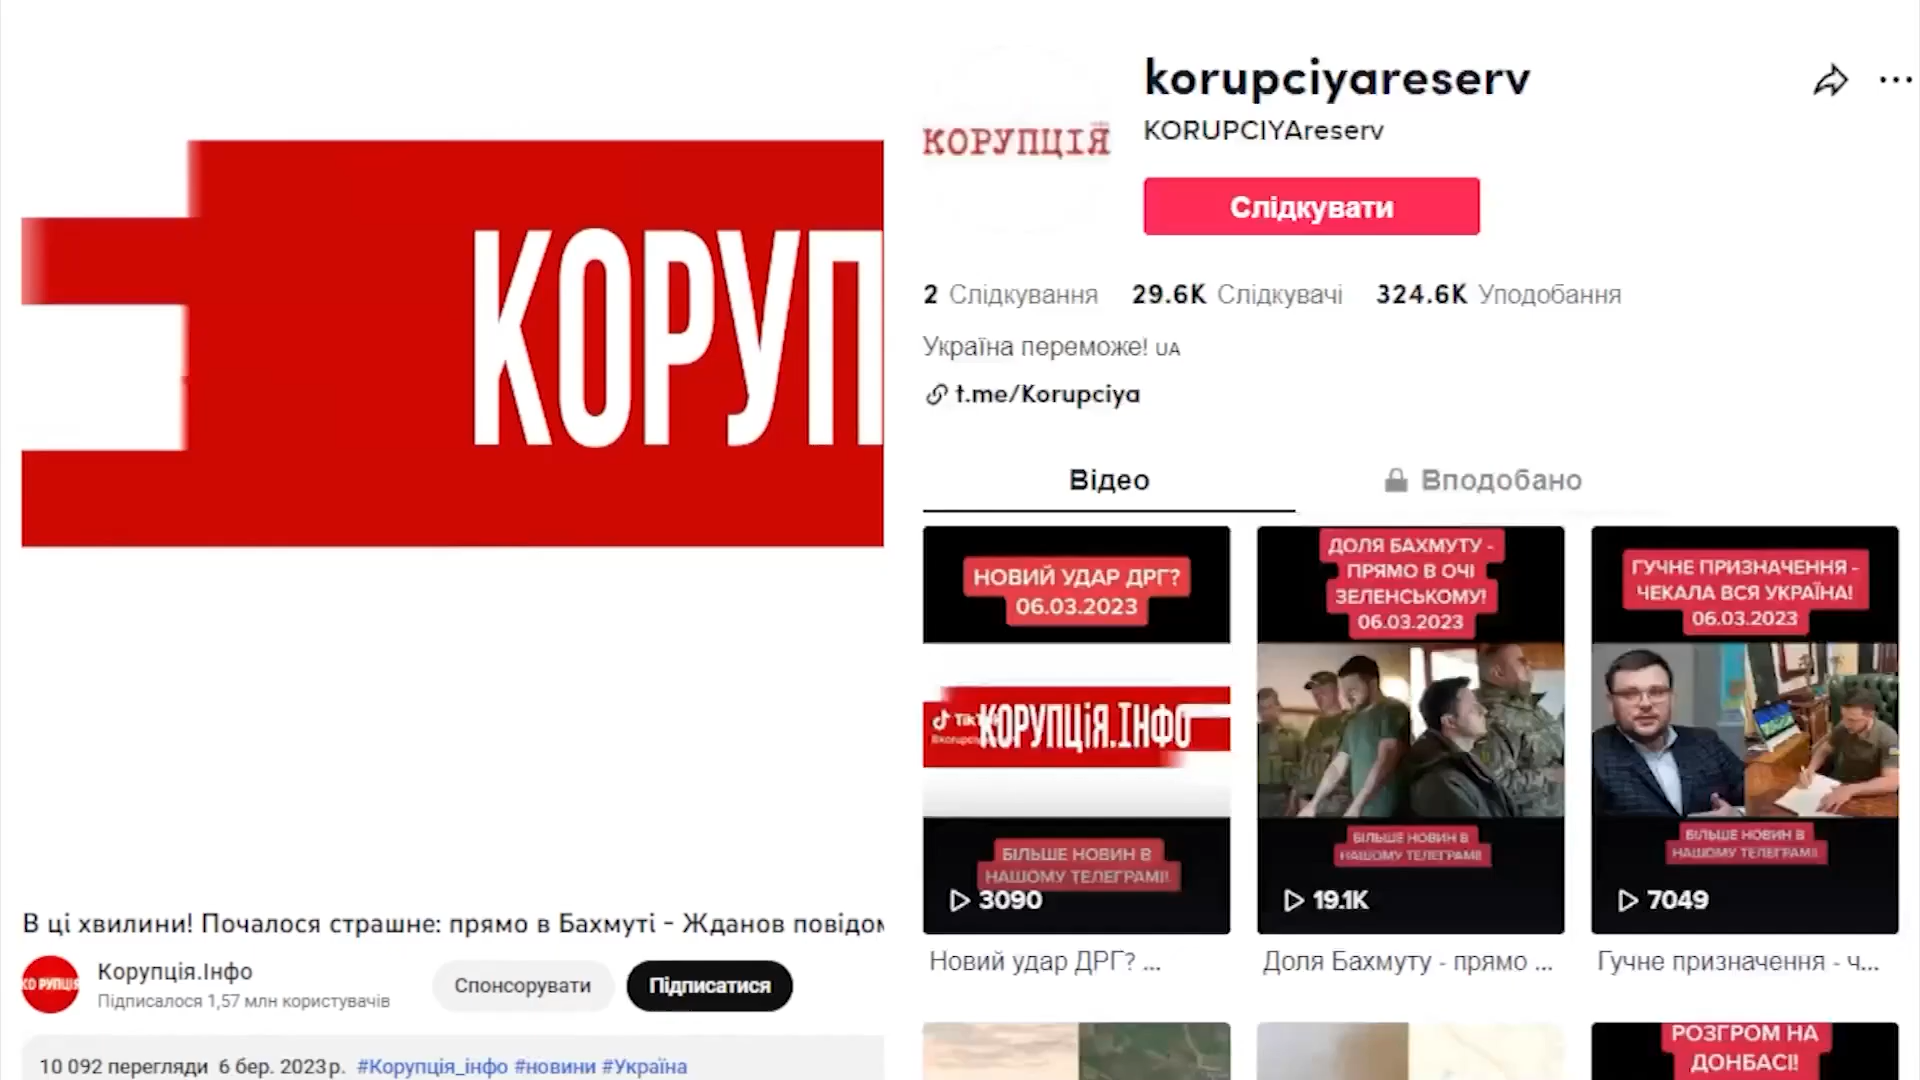 КОРУП
В ці хвилини! Почалося страшне: прямо в Бахмуті - Жданов повідом
КО РУПЦІЯ
Корупція.Інфо
Підписалося 1,57 млн користувачів
Спонсорувати
Підписатися
10 092 перегляди 6 бер. 2023 р. #Корупція_інфо #новини #Україна
КОРУПЦІЯ
korupciyareserv
KORUPCIYAreserv
Слідкувати
2 Слідкування 29.6K Слідкувачі 324.6K Уподобання
Україна переможе! UA
t.me/Korupciya
Відео
Вподобано
НОВИЙ УДАР ДРГ?
06.03.2023
КОРУПЦіЯ.ІНФО
БІЛЬШЕ НОВИН В
НАШОМУ ТЕЛЕГРАМІ!
3090
Новий удар ДРГ? ...
ДОЛЯ БАХМУТУ -
ПРЯМО В ОЧІ
ЗЕЛЕНСЬКОМУ!
06.03.2023
БІЛЬШЕ НОВИН В
НАШОМУ ТЕЛЕГРАМІ!
19.1K
Доля Бахмуту - прямо ...
ГУЧНЕ ПРИЗНАЧЕННЯ -
ЧЕКАЛА ВСЯ УКРАЇНА!
06.03.2023
БІЛЬШЕ НОВИН В
НАШОМУ ТЕЛЕГРАМІ!
7049
Гучне призначення - ч...
РОЗГРОМ НА
ДОНБАСІ!